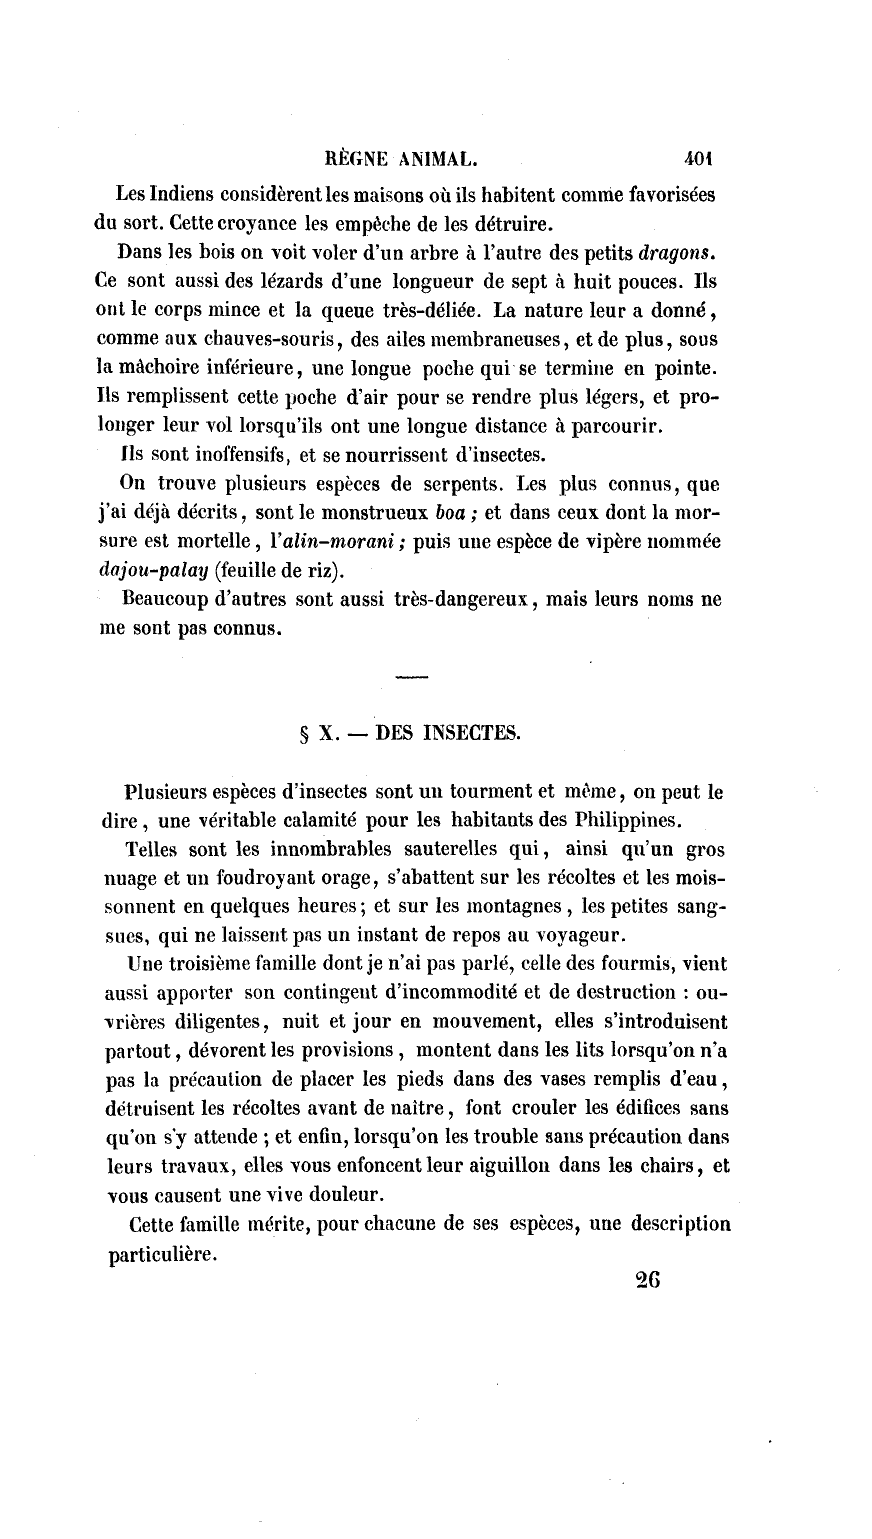 RÈGNE ANIMAL. 401
Les Indiens considèrent les maisons où ils habitent comme favorisées
du sort. Cette croyance les empêche de les détruire.
Dans les bois on voit voler d'un arbre à l'autre des petits dragons.
Ce sont aussi des lézards d'une longueur de sept à huit pouces. Ils
ont le corps mince et la queue très-déliée. La nature leur a donné,
comme aux chauves-souris, des ailes membraneuses, et de plus, sous
la mâchoire inférieure, une longue poche qui se termine en pointe.
Ils remplissent cette poche d'air pour se rendre plus légers, et pro-
longer leur vol lorsqu'ils ont une longue distance à parcourir.
Ils sont inoffensifs, et se nourrissent d'insectes.
On trouve plusieurs espèces de serpents. Les plus connus, que
j'ai déjà décrits, sont le monstrueux boa ; et dans ceux dont la mor-
sure est mortelle, l'alin-morani ; puis une espèce de vipère nommée
dajou-palay (feuille de riz).
Beaucoup d'autres sont aussi très-dangereux, mais leurs noms ne
me sont pas connus.
§ X. — DES INSECTES.
Plusieurs espèces d'insectes sont un tourment et même, on peut le
dire, une véritable calamité pour les habitants des Philippines.
Telles sont les innombrables sauterelles qui, ainsi qu'un gros
nuage et un foudroyant orage, s'abattent sur les récoltes et les mois-
sonnent en quelques heures; et sur les montagnes, les petites sang-
sues, qui ne laissent pas un instant de repos au voyageur.
Une troisième famille dont je n'ai pas parlé, celle des fourmis, vient
aussi apporter son contingent d'incommodité et de destruction : ou-
vrières diligentes, nuit et jour en mouvement, elles s'introduisent
partout, dévorent les provisions, montent dans les lits lorsqu'on n'a
pas la précaution de placer les pieds dans des vases remplis d'eau,
détruisent les récoltes avant de naître, font crouler les édifices sans
qu'on s'y attende ; et enfin, lorsqu'on les trouble sans précaution dans
leurs travaux, elles vous enfoncent leur aiguillon dans les chairs, et
vous causent une vive douleur.
Cette famille mérite, pour chacune de ses espèces, une description
particulière.
26